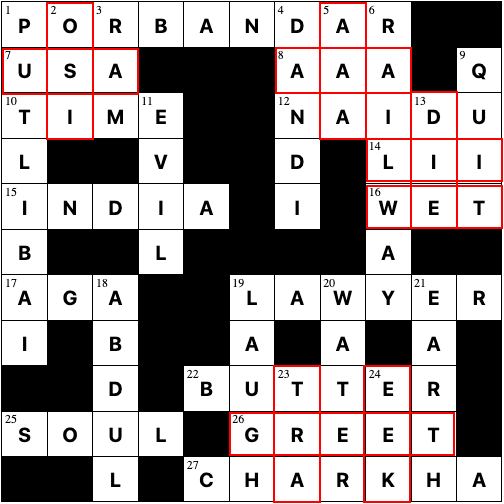 1 P 2 O 3 R B A N 4 D 5 A 6 R
7 U S A 8 A A A 9 Q
10 T I M 11 E 12 N A I 13 D U
L V D 14 L I I
15 I N D I A I 16 W E T
B L A
17 A G 18 A 19 L A 20 W Y 21 E R
I B A A A
D 22 B U 23 T T 24 E R
25 S O U L 26 G R E E T
L 27 C H A R K H A